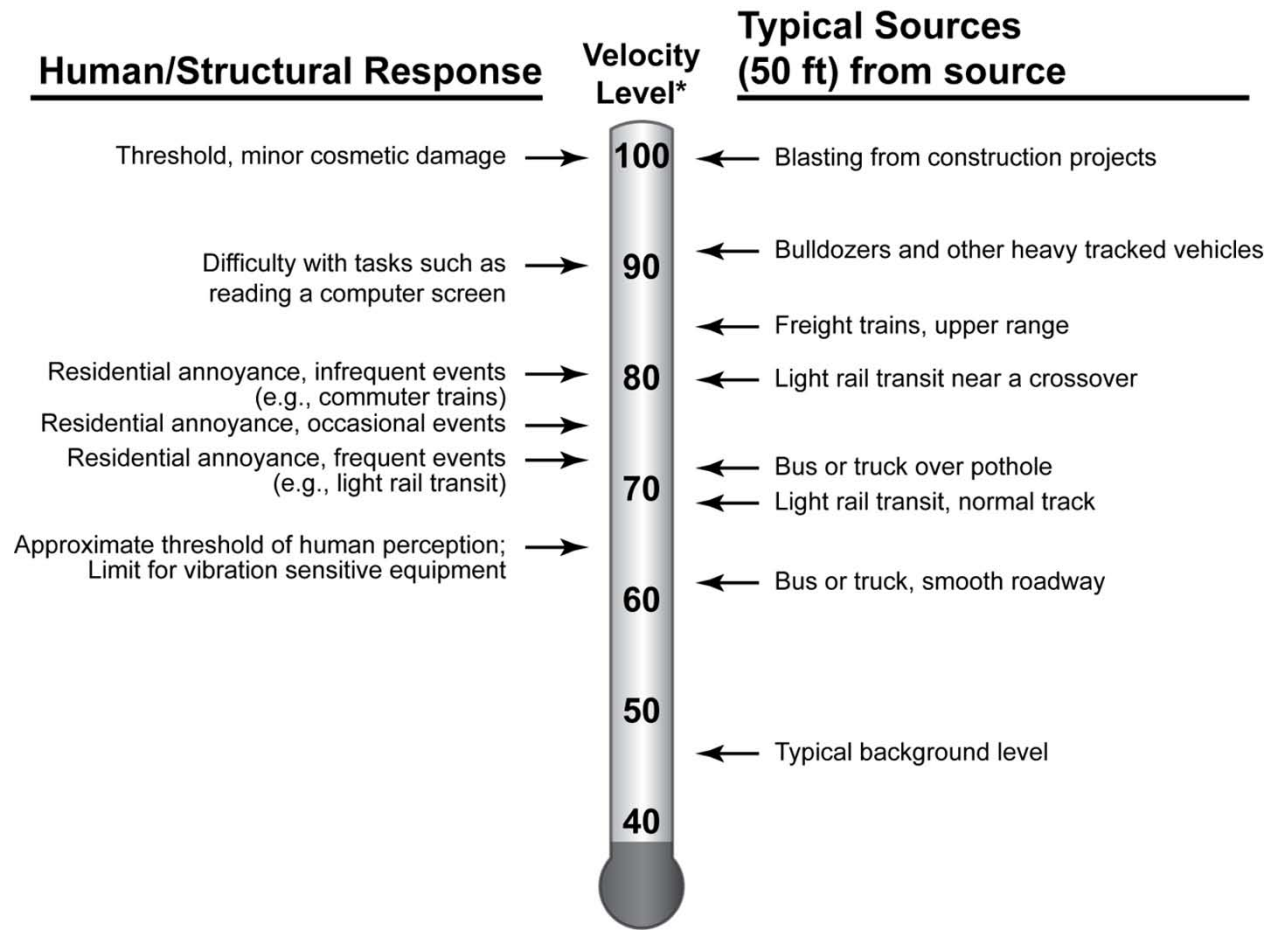 Human/Structural Response
Velocity
Level*
Typical Sources
(50 ft) from source
Threshold, minor cosmetic damage
100
Blasting from construction projects
Bulldozers and other heavy tracked vehicles
Difficulty with tasks such as
reading a computer screen
90
Freight trains, upper range
Residential annoyance, infrequent events
(e.g., commuter trains)
80
Light rail transit near a crossover
Residential annoyance, occasional events
Residential annoyance, frequent events
(e.g., light rail transit)
Bus or truck over pothole
70
Light rail transit, normal track
Approximate threshold of human perception;
Limit for vibration sensitive equipment
Bus or truck, smooth roadway
60
50
Typical background level
40